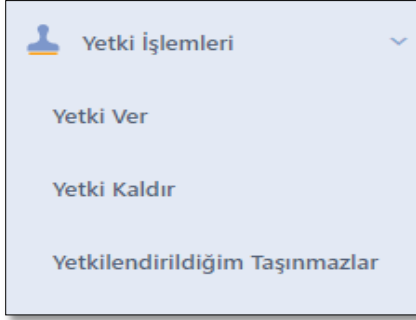 Yetki İşlemleri
Yetki Ver
Yetki Kaldır
Yetkilendirildiğim Taşınmazlar